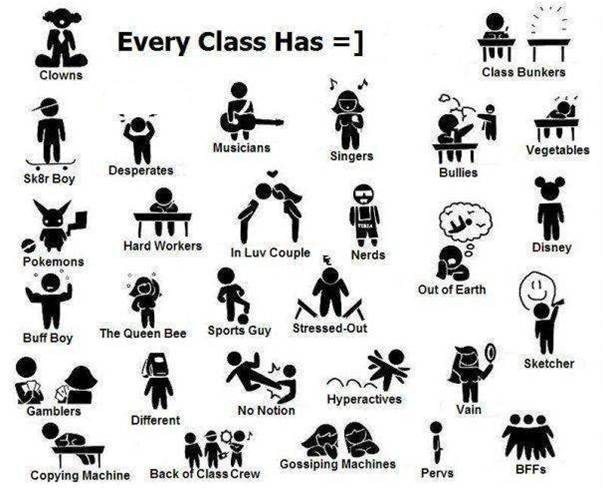 Every Class Has =]
Clowns
Class Bunkers
Sk8r Boy
Desperates
Musicians
Singers
Bullies
Vegetables
Pokemons
Hard Workers
In Luv Couple
Nerds
Out of Earth
Disney
Buff Boy
The Queen Bee
Sports Guy
Stressed-Out
Sketcher
Gamblers
Different
No Notion
Hyperactives
Vain
Copying Machine
Back of Class Crew
Gossiping Machines
Pervs
BFFs